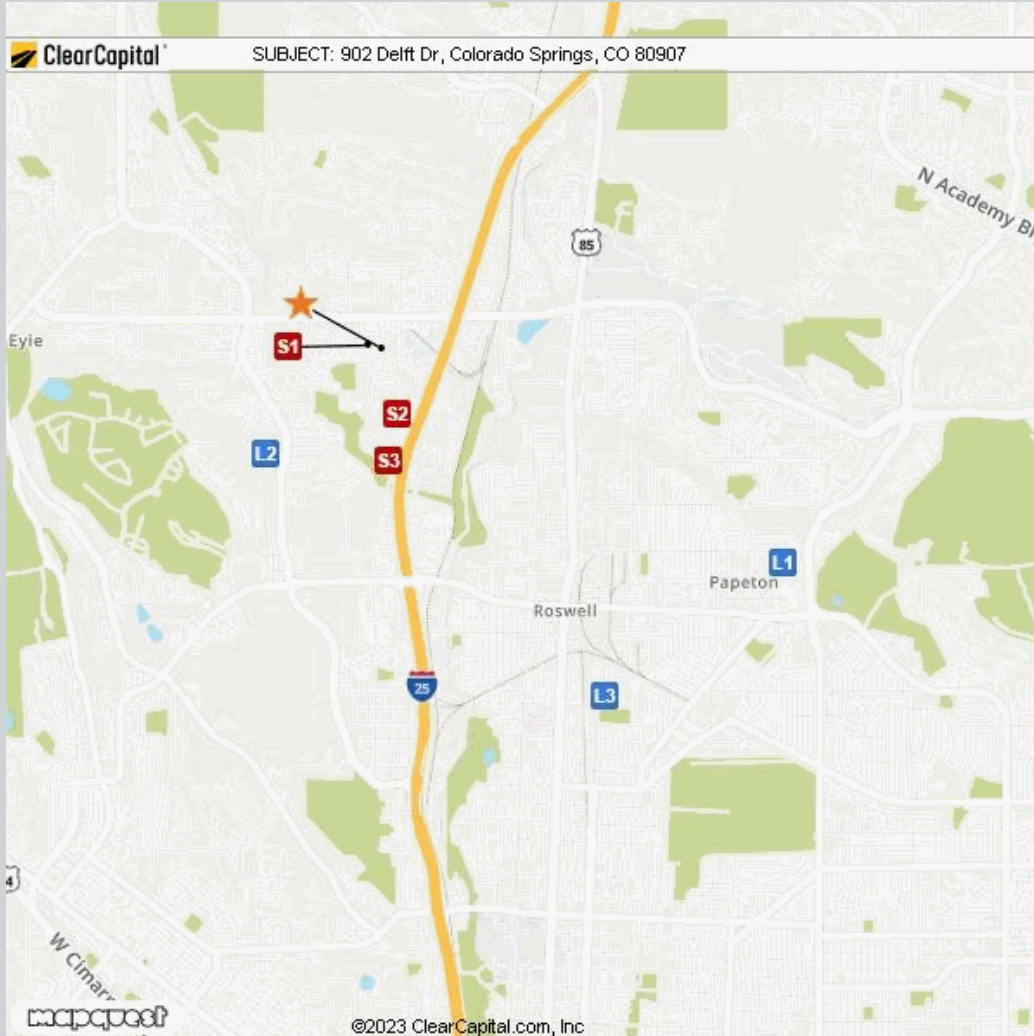 ClearCapital
SUBJECT: 902 Delft Dr, Colorado Springs, CO 80907
N Academy Bl
85
Eyie
S1
S2
L2
S3
L1
Papeton
Roswell
25
L3
4
W Cimarr
mapquest
©2023 ClearCapital.com, Inc